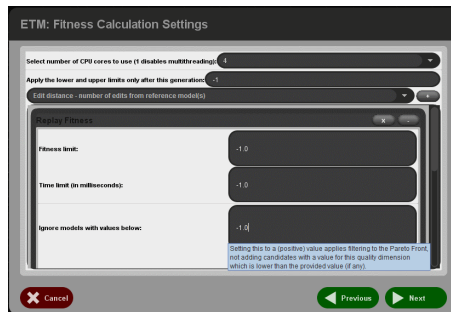 ETM: Fitness Calculation Settings
Select number of CPU cores to use (1 disables multithreading): 4
Apply the lower and upper limits only after this generation: -1
Edit distance - number of edits from reference model(s) +
Replay Fitness x -
Fitness limit: -1.0
Time limit (in milliseconds): -1.0
Ignore models with values below: -1.0
Setting this to a (positive) value applies filtering to the Pareto Front,
not adding candidates with a value for this quality dimension
which is lower than the provided value (if any).
Cancel Previous Next